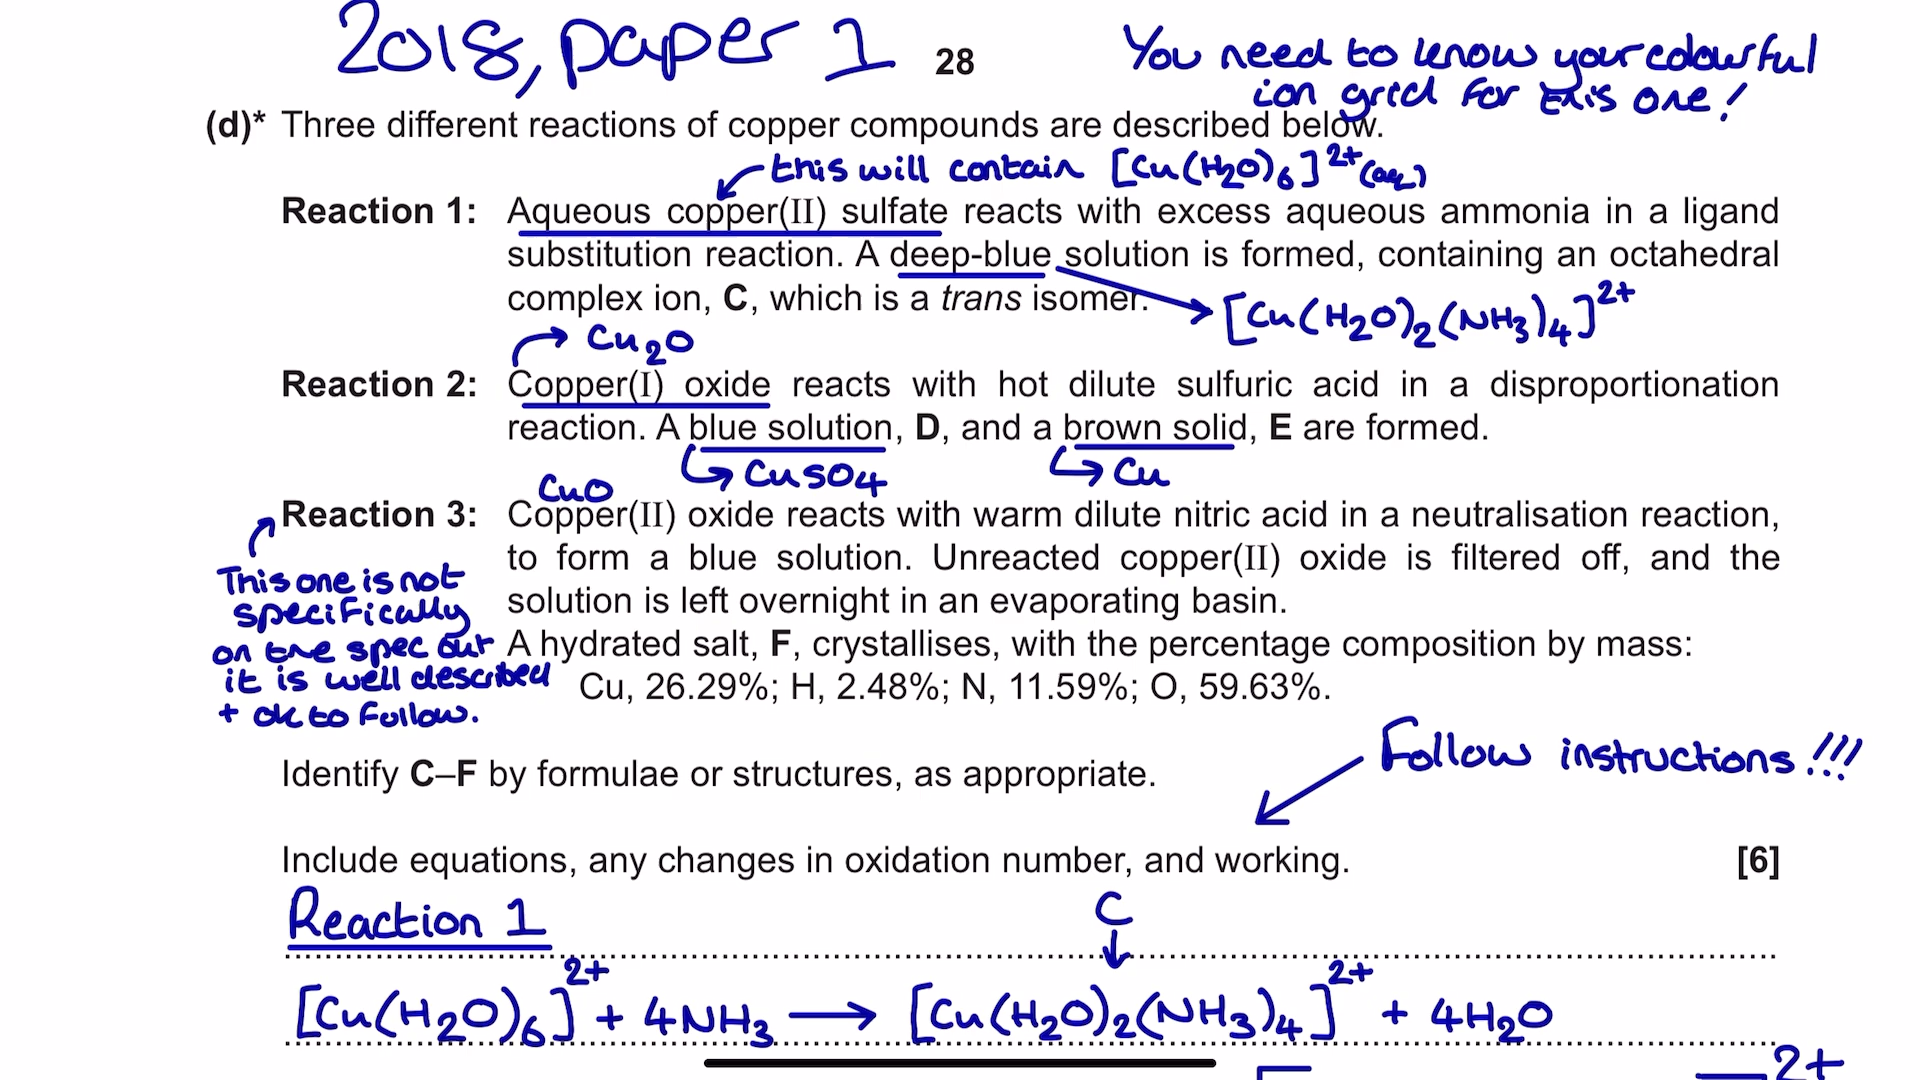 2018, paper 1
28
You need to know your colourful
ion grid for this one!
(d)* Three different reactions of copper compounds are described below.
this will contain [Cu(H2O)6]2+(aq)
Reaction 1: Aqueous copper(II) sulfate reacts with excess aqueous ammonia in a ligand
substitution reaction. A deep-blue solution is formed, containing an octahedral
complex ion, C, which is a trans isomer.
[Cu(H2O)2(NH3)4]2+
Cu2O
Reaction 2: Copper(I) oxide reacts with hot dilute sulfuric acid in a disproportionation
reaction. A blue solution, D, and a brown solid, E are formed.
CuSO4
Cu
CuO
Reaction 3: Copper(II) oxide reacts with warm dilute nitric acid in a neutralisation reaction,
to form a blue solution. Unreacted copper(II) oxide is filtered off, and the
solution is left overnight in an evaporating basin.
A hydrated salt, F, crystallises, with the percentage composition by mass:
Cu, 26.29%; H, 2.48%; N, 11.59%; O, 59.63%.
This one is not
specifically
on the spec but
it is well described
+ ok to follow.
Follow instructions!!!
Identify C–F by formulae or structures, as appropriate.
Include equations, any changes in oxidation number, and working. [6]
Reaction 1
C
[Cu(H2O)6]2+ + 4NH3 → [Cu(H2O)2(NH3)4]2+ + 4H2O
2+